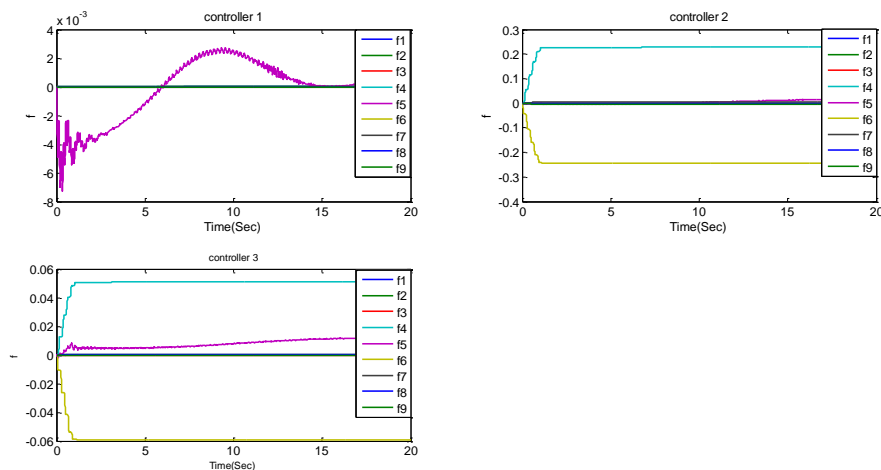 controller 1
x 10^-3
4
2
0
-2
-4
-6
-8
f
0 5 10 15 20
Time(Sec)
f1
f2
f3
f4
f5
f6
f7
f8
f9
controller 2
0.3
0.2
0.1
0
-0.1
-0.2
-0.3
-0.4
f
0 5 10 15 20
Time(Sec)
f1
f2
f3
f4
f5
f6
f7
f8
f9
controller 3
0.06
0.04
0.02
0
-0.02
-0.04
-0.06
f
0 5 10 15 20
Time(Sec)
f1
f2
f3
f4
f5
f6
f7
f8
f9